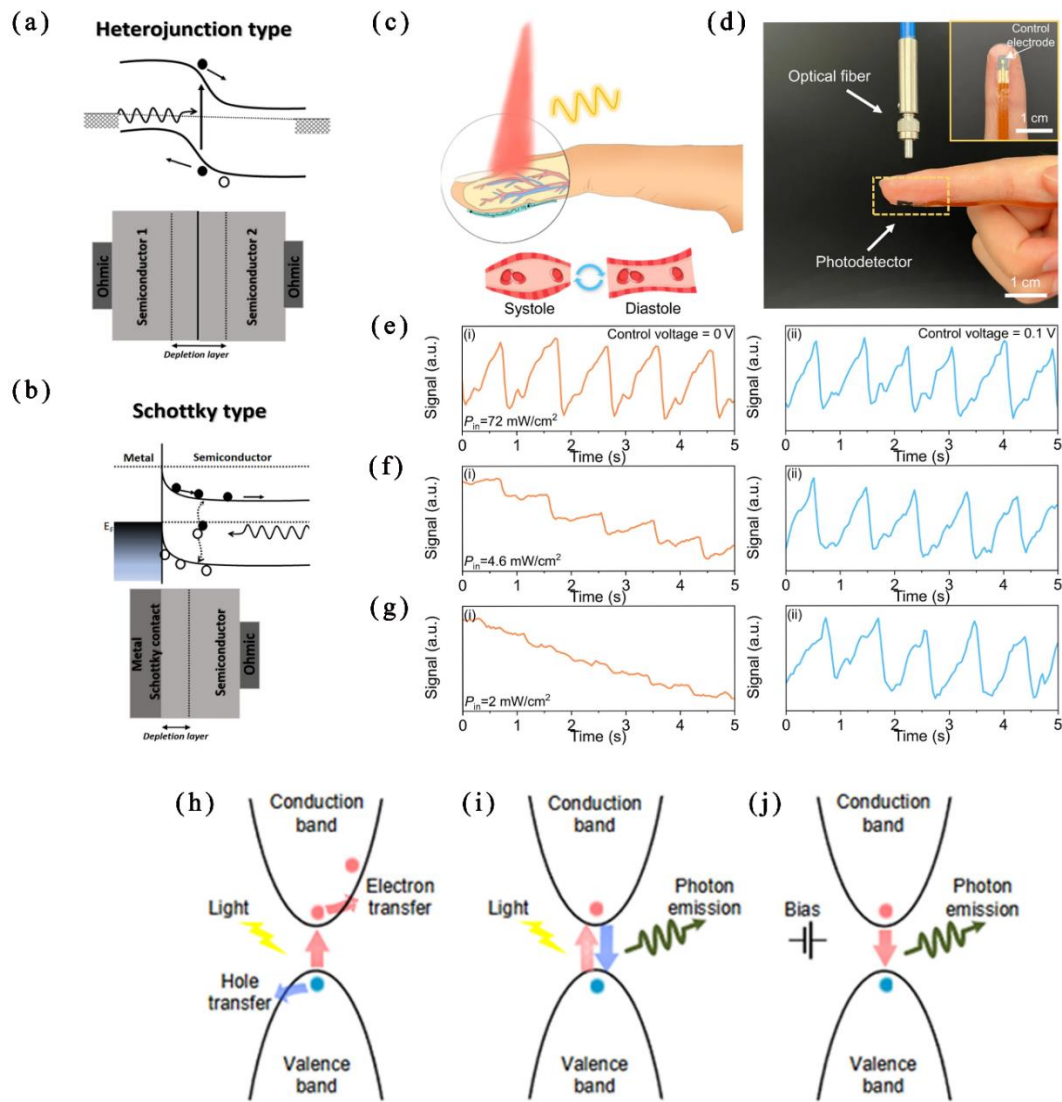 (a)
Heterojunction type
Ohmic
Semiconductor 1
Semiconductor 2
Ohmic
Depletion layer
(b)
Schottky type
Metal
Semiconductor
EF
Metal
Schottky contact
Semiconductor
Ohmic
Depletion layer
(c)
Systole
Diastole
(d)
Optical fiber
Control
electrode
1 cm
Photodetector
1 cm
(e)
(i)
Control voltage = 0 V
Signal (a.u.)
Pin=72 mW/cm²
0 1 2 3 4 5
Time (s)
(ii)
Control voltage = 0.1 V
Signal (a.u.)
0 1 2 3 4 5
Time (s)
(f)
(i)
Signal (a.u.)
Pin=4.6 mW/cm²
0 1 2 3 4 5
Time (s)
(ii)
Signal (a.u.)
0 1 2 3 4 5
Time (s)
(g)
(i)
Signal (a.u.)
Pin=2 mW/cm²
0 1 2 3 4 5
Time (s)
(ii)
Signal (a.u.)
0 1 2 3 4 5
Time (s)
(h)
Conduction
band
Light
Electron
transfer
Hole
transfer
Valence
band
(i)
Conduction
band
Light
Photon
emission
Valence
band
(j)
Conduction
band
Bias
Photon
emission
Valence
band